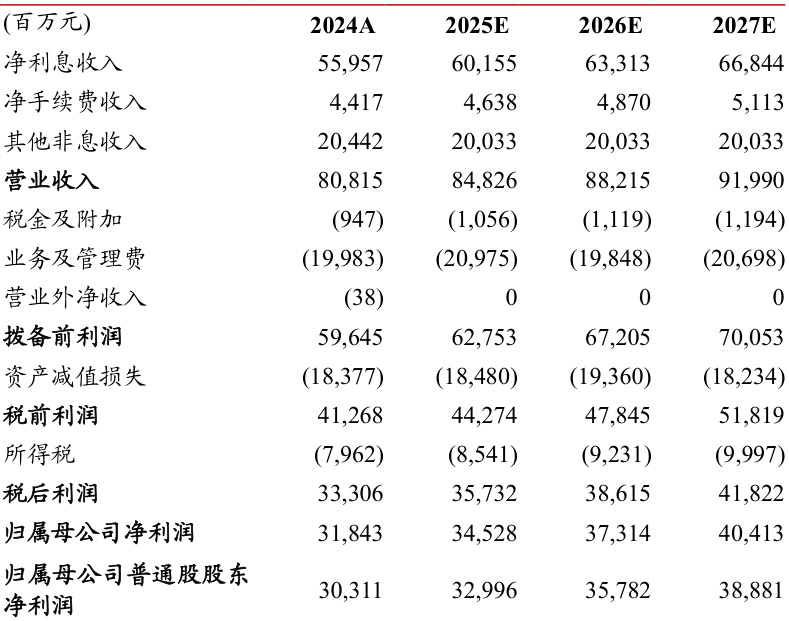 (百万元) 2024A 2025E 2026E 2027E
净利息收入 55,957 60,155 63,313 66,844
净手续费收入 4,417 4,638 4,870 5,113
其他非息收入 20,442 20,033 20,033 20,033
营业收入 80,815 84,826 88,215 91,990
税金及附加 (947) (1,056) (1,119) (1,194)
业务及管理费 (19,983) (20,975) (19,848) (20,698)
营业外净收入 (38) 0 0 0
拨备前利润 59,645 62,753 67,205 70,053
资产减值损失 (18,377) (18,480) (19,360) (18,234)
税前利润 41,268 44,274 47,845 51,819
所得税 (7,962) (8,541) (9,231) (9,997)
税后利润 33,306 35,732 38,615 41,822
归属母公司净利润 31,843 34,528 37,314 40,413
归属母公司普通股股东
净利润 30,311 32,996 35,782 38,881